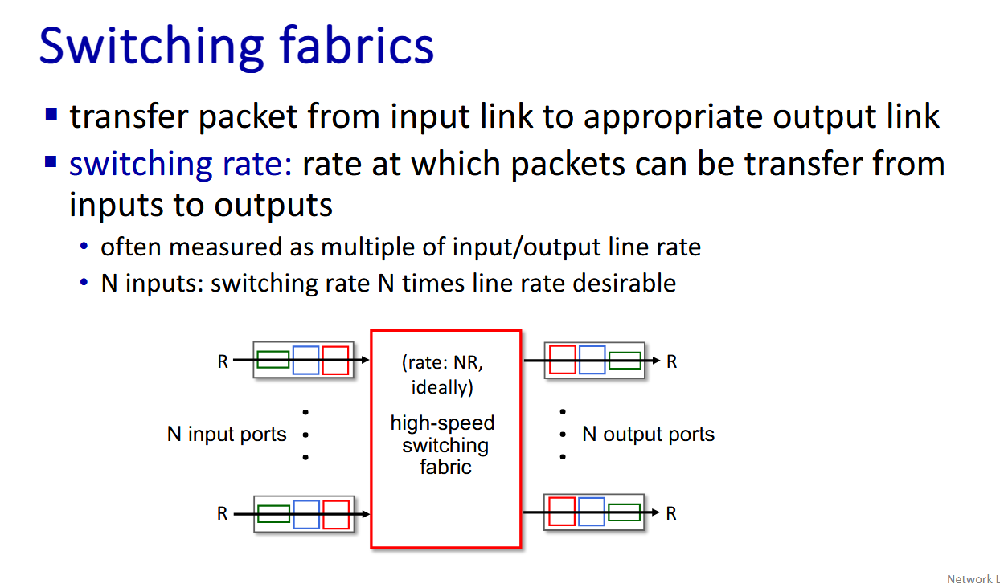 Switching fabrics
▪ transfer packet from input link to appropriate output link
▪ switching rate: rate at which packets can be transfer from
inputs to outputs
• often measured as multiple of input/output line rate
• N inputs: switching rate N times line rate desirable
R
(rate: NR,
ideally)
R
high-speed
switching
fabric
N input ports
N output ports
R
R
Network L